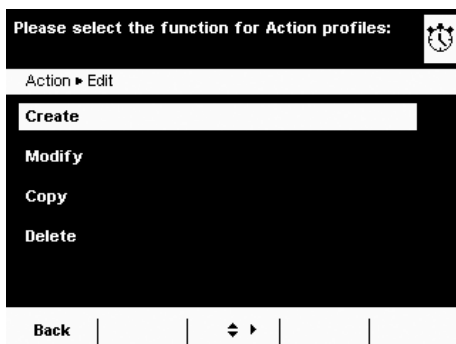 Please select the function for Action profiles:
Action ▸ Edit
Create
Modify
Copy
Delete
Back